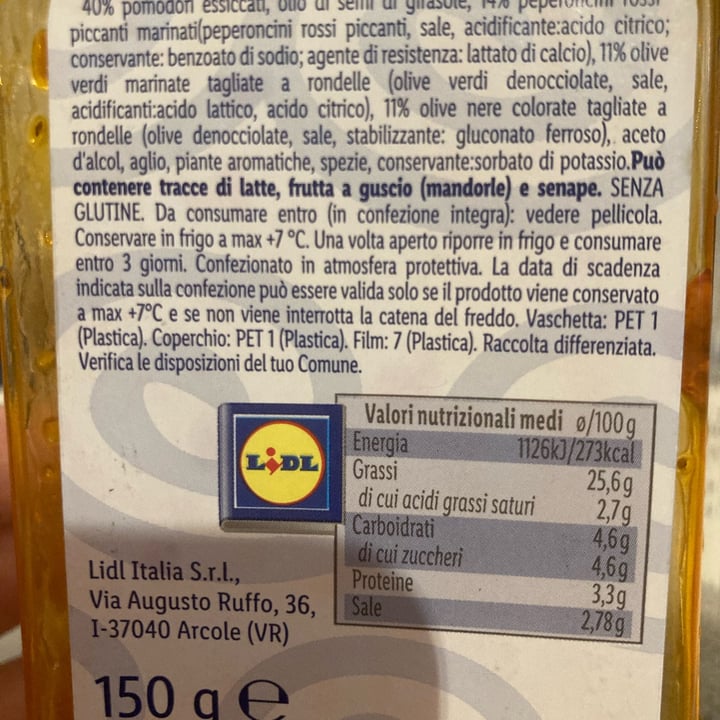 40% pomodori essiccati, olio di semi di girasole, 14% peperoncini rossi
piccanti marinati(peperoncini rossi piccanti, sale, acidificante:acido citrico;
conservante: benzoato di sodio; agente di resistenza: lattato di calcio), 11% olive
verdi marinate tagliate a rondelle (olive verdi denocciolate, sale,
acidificanti:acido lattico, acido citrico), 11% olive nere colorate tagliate a
rondelle (olive denocciolate, sale, stabilizzante: gluconato ferroso), aceto
d'alcol, aglio, piante aromatiche, spezie, conservante:sorbato di potassio.Può
contenere tracce di latte, frutta a guscio (mandorle) e senape. SENZA
GLUTINE. Da consumare entro (in confezione integra): vedere pellicola.
Conservare in frigo a max +7 °C. Una volta aperto riporre in frigo e consumare
entro 3 giorni. Confezionato in atmosfera protettiva. La data di scadenza
indicata sulla confezione può essere valida solo se il prodotto viene conservato
a max +7°C e se non viene interrotta la catena del freddo. Vaschetta: PET 1
(Plastica). Coperchio: PET 1 (Plastica). Film: 7 (Plastica). Raccolta differenziata.
Verifica le disposizioni del tuo Comune.
LIDL
Valori nutrizionali medi ø/100g
Energia 1126kJ/273kcal
Grassi 25,6g
di cui acidi grassi saturi 2,7g
Carboidrati 4,6g
di cui zuccheri 4,6g
Proteine 3,3g
Sale 2,78g
Lidl Italia S.r.l.,
Via Augusto Ruffo, 36,
I-37040 Arcole (VR)
150 g e